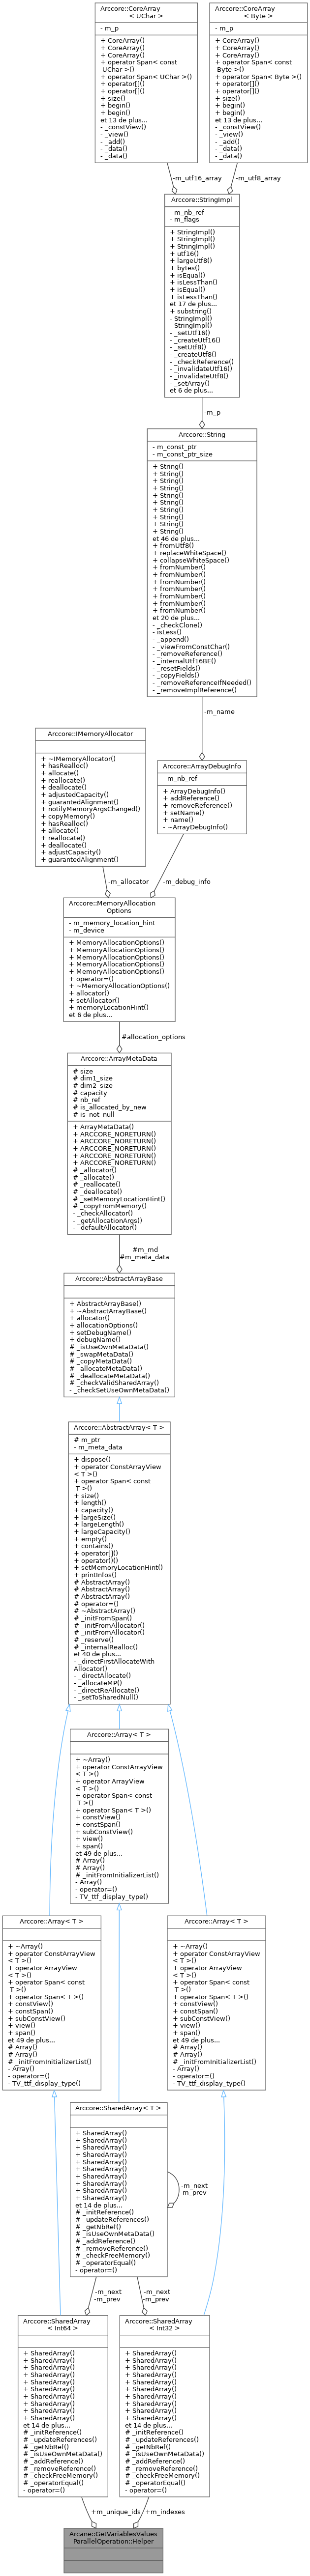 Arccore::CoreArray
< UChar >
- m_p
+ CoreArray()
+ CoreArray()
+ CoreArray()
+ operator Span< const
UChar >()
+ operator Span< UChar >()
+ operator[]()
+ operator[]()
+ size()
+ begin()
+ begin()
et 13 de plus...
- _constView()
- _view()
- _add()
- _data()
- _data()
Arccore::CoreArray
< Byte >
- m_p
+ CoreArray()
+ CoreArray()
+ CoreArray()
+ operator Span< const
Byte >()
+ operator Span< Byte >()
+ operator[]()
+ operator[]()
+ size()
+ begin()
+ begin()
et 13 de plus...
- _constView()
- _view()
- _add()
- _data()
- _data()
-m_utf16_array
-m_utf8_array
Arccore::StringImpl
- m_nb_ref
- m_flags
+ StringImpl()
+ StringImpl()
+ StringImpl()
+ utf16()
+ largeUtf8()
+ bytes()
+ isEqual()
+ isLessThan()
+ isEqual()
+ isLessThan()
et 17 de plus...
+ substring()
- StringImpl()
- StringImpl()
- _setUtf16()
- _createUtf16()
- _setUtf8()
- _createUtf8()
- _checkReference()
- _invalidateUtf16()
- _invalidateUtf8()
- _setArray()
et 6 de plus...
-m_p
Arccore::String
- m_const_ptr
- m_const_ptr_size
+ String()
+ String()
+ String()
+ String()
+ String()
+ String()
+ String()
+ String()
+ String()
+ String()
et 46 de plus...
+ fromUtf8()
+ replaceWhiteSpace()
+ collapseWhiteSpace()
+ fromNumber()
+ fromNumber()
+ fromNumber()
+ fromNumber()
+ fromNumber()
+ fromNumber()
+ fromNumber()
et 20 de plus...
- _checkClone()
- isLess()
- _append()
- _viewFromConstChar()
- _removeReference()
- _internalUtf16BE()
- _resetFields()
- _copyFields()
- _removeReferenceIfNeeded()
- _removeImplReference()
-m_name
Arccore::IMemoryAllocator
+ ~IMemoryAllocator()
+ hasRealloc()
+ allocate()
+ reallocate()
+ deallocate()
+ adjustedCapacity()
+ guarantedAlignment()
+ notifyMemoryArgsChanged()
+ copyMemory()
+ hasRealloc()
+ allocate()
+ reallocate()
+ deallocate()
+ adjustCapacity()
+ guarantedAlignment()
Arccore::ArrayDebugInfo
- m_nb_ref
+ ArrayDebugInfo()
+ addReference()
+ removeReference()
+ setName()
+ name()
- ~ArrayDebugInfo()
-m_allocator
-m_debug_info
Arccore::MemoryAllocation
Options
- m_memory_location_hint
- m_device
+ MemoryAllocationOptions()
+ MemoryAllocationOptions()
+ MemoryAllocationOptions()
+ MemoryAllocationOptions()
+ MemoryAllocationOptions()
+ operator=()
+ ~MemoryAllocationOptions()
+ allocator()
+ setAllocator()
+ memoryLocationHint()
et 6 de plus...
#allocation_options
Arccore::ArrayMetaData
# size
# dim1_size
# dim2_size
# capacity
# nb_ref
# is_allocated_by_new
# is_not_null
+ ArrayMetaData()
+ ARCCORE_NORETURN()
+ ARCCORE_NORETURN()
+ ARCCORE_NORETURN()
+ ARCCORE_NORETURN()
+ ARCCORE_NORETURN()
# _allocator()
# _allocate()
# _reallocate()
# _deallocate()
# _setMemoryLocationHint()
# _copyFromMemory()
- _checkAllocator()
- _getAllocationArgs()
- _defaultAllocator()
#m_md
#m_meta_data
Arccore::AbstractArrayBase
+ AbstractArrayBase()
+ ~AbstractArrayBase()
+ allocator()
+ allocationOptions()
+ setDebugName()
+ debugName()
# _isUseOwnMetaData()
# _swapMetaData()
# _copyMetaData()
# _allocateMetaData()
# _deallocateMetaData()
# _checkValidSharedArray()
- _checkSetUseOwnMetaData()
Arccore::AbstractArray< T >
# m_ptr
- m_meta_data
+ dispose()
+ operator ConstArrayView
< T >()
+ operator Span< const
T >()
+ size()
+ length()
+ capacity()
+ largeSize()
+ largeLength()
+ largeCapacity()
+ empty()
+ contains()
+ operator[]()
+ operator()()
+ setMemoryLocationHint()
+ printInfos()
# AbstractArray()
# AbstractArray()
# AbstractArray()
# operator=()
# ~AbstractArray()
# _initFromSpan()
# _initFromAllocator()
# _initFromAllocator()
# _reserve()
# _internalRealloc()
et 40 de plus...
- _directFirstAllocateWith
Allocator()
- _directAllocate()
- _allocateMP()
- _directReAllocate()
- _setToSharedNull()
Arccore::Array< T >
+ ~Array()
+ operator ConstArrayView
< T >()
+ operator ArrayView
< T >()
+ operator Span< const
T >()
+ operator Span< T >()
+ constView()
+ constSpan()
+ subConstView()
+ view()
+ span()
et 49 de plus...
# Array()
# Array()
# _initFromInitializerList()
- Array()
- operator=()
- TV_ttf_display_type()
Arccore::Array< T >
+ ~Array()
+ operator ConstArrayView
< T >()
+ operator ArrayView
< T >()
+ operator Span< const
T >()
+ operator Span< T >()
+ constView()
+ constSpan()
+ subConstView()
+ view()
+ span()
et 49 de plus...
# Array()
# Array()
# _initFromInitializerList()
- Array()
- operator=()
- TV_ttf_display_type()
Arccore::Array< T >
+ ~Array()
+ operator ConstArrayView
< T >()
+ operator ArrayView
< T >()
+ operator Span< const
T >()
+ operator Span< T >()
+ constView()
+ constSpan()
+ subConstView()
+ view()
+ span()
et 49 de plus...
# Array()
# Array()
# _initFromInitializerList()
- Array()
- operator=()
- TV_ttf_display_type()
Arccore::SharedArray< T >
+ SharedArray()
+ SharedArray()
+ SharedArray()
+ SharedArray()
+ SharedArray()
+ SharedArray()
+ SharedArray()
+ SharedArray()
+ SharedArray()
+ SharedArray()
et 14 de plus...
# _initReference()
# _updateReferences()
# _getNbRef()
# _isUseOwnMetaData()
# _addReference()
# _removeReference()
# _checkFreeMemory()
# _operatorEqual()
- operator=()
-m_next
-m_prev
-m_next
-m_prev
-m_next
-m_prev
Arccore::SharedArray
< Int64 >
+ SharedArray()
+ SharedArray()
+ SharedArray()
+ SharedArray()
+ SharedArray()
+ SharedArray()
+ SharedArray()
+ SharedArray()
+ SharedArray()
+ SharedArray()
et 14 de plus...
# _initReference()
# _updateReferences()
# _getNbRef()
# _isUseOwnMetaData()
# _addReference()
# _removeReference()
# _checkFreeMemory()
# _operatorEqual()
- operator=()
Arccore::SharedArray
< Int32 >
+ SharedArray()
+ SharedArray()
+ SharedArray()
+ SharedArray()
+ SharedArray()
+ SharedArray()
+ SharedArray()
+ SharedArray()
+ SharedArray()
+ SharedArray()
et 14 de plus...
# _initReference()
# _updateReferences()
# _getNbRef()
# _isUseOwnMetaData()
# _addReference()
# _removeReference()
# _checkFreeMemory()
# _operatorEqual()
- operator=()
+m_unique_ids
+m_indexes
Arcane::GetVariablesValues
ParallelOperation::Helper